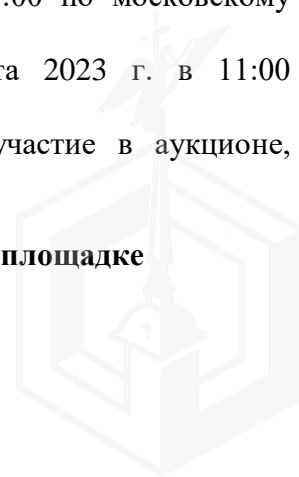 :00 по московскому
та 2023 г. в 11:00
участие в аукционе,
площадке